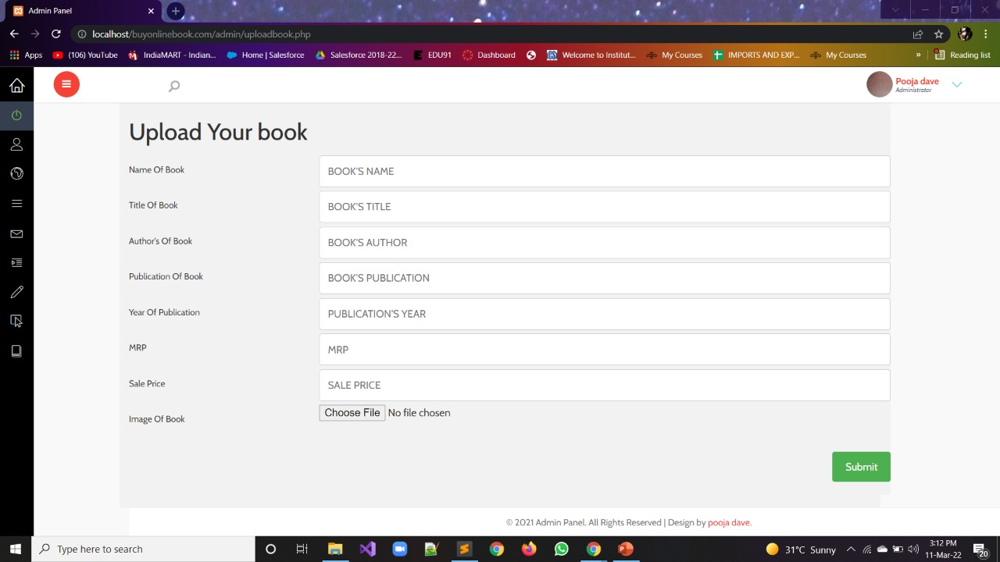 Admin Panel
localhost/buyonlinebook.com/admin/uploadbook.php
Apps (106) YouTube IndiaMART - Indian... Home | Salesforce Salesforce 2018-22... EDU91 Dashboard Welcome to Institut... My Courses IMPORTS AND EXP... My Courses » Reading list
Pooja dave
Administrator
Upload Your book
Name Of Book BOOK'S NAME
Title Of Book BOOK'S TITLE
Author's Of Book BOOK'S AUTHOR
Publication Of Book BOOK'S PUBLICATION
Year Of Publication PUBLICATION'S YEAR
MRP MRP
Sale Price SALE PRICE
Image Of Book Choose File No file chosen
Submit
© 2021 Admin Panel. All Rights Reserved | Design by pooja dave.
Type here to search 31°C Sunny 3:12 PM
11-Mar-22 20